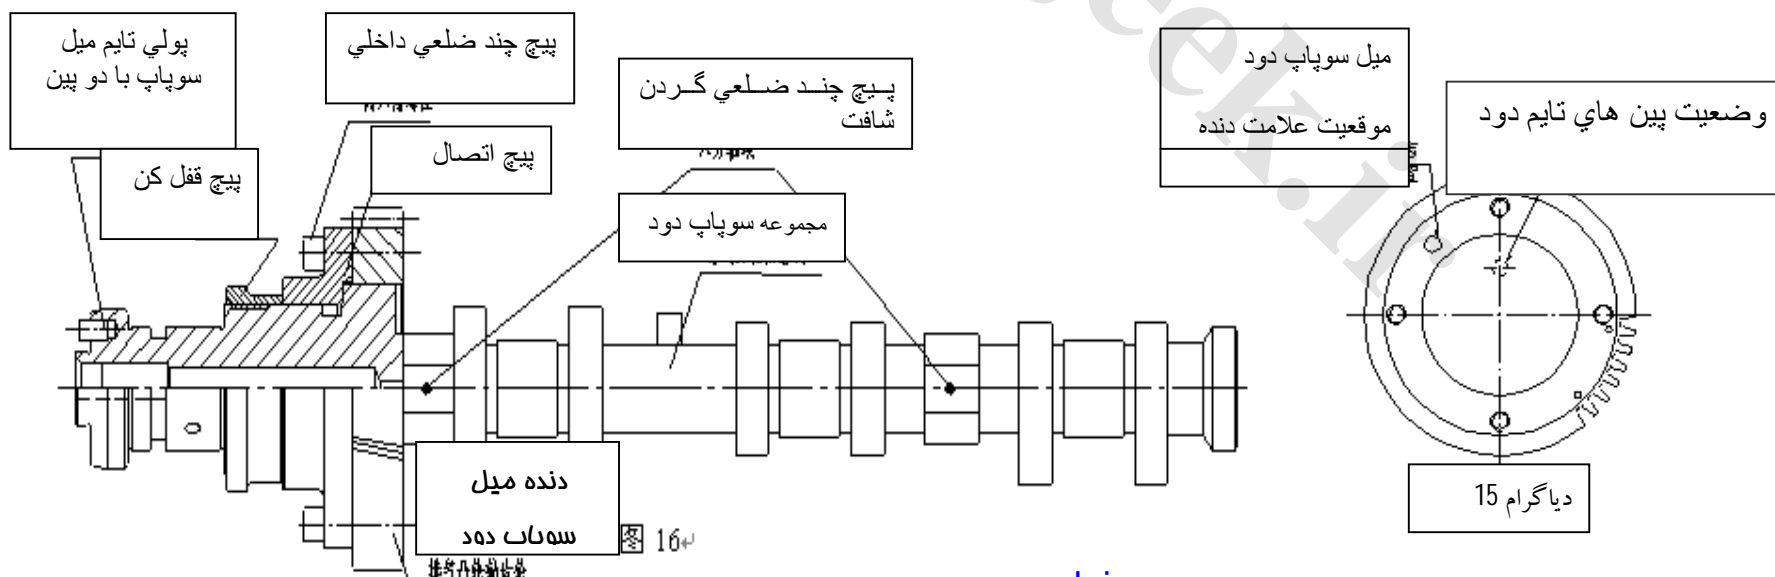 پولي تايم ميل
سوپاپ با دو پين
پيچ چند ضلعي داخلي
پيچ چند ضلعي گردن
شافت
ميل سوپاپ دود
موقعيت علامت دنده
وضعيت پين هاي تايم دود
پيچ قفل كن
پيچ اتصال
مجموعه سوپاپ دود
دنده ميل
سوپاپ دود
图 16
دياگرام 15
eek.ir